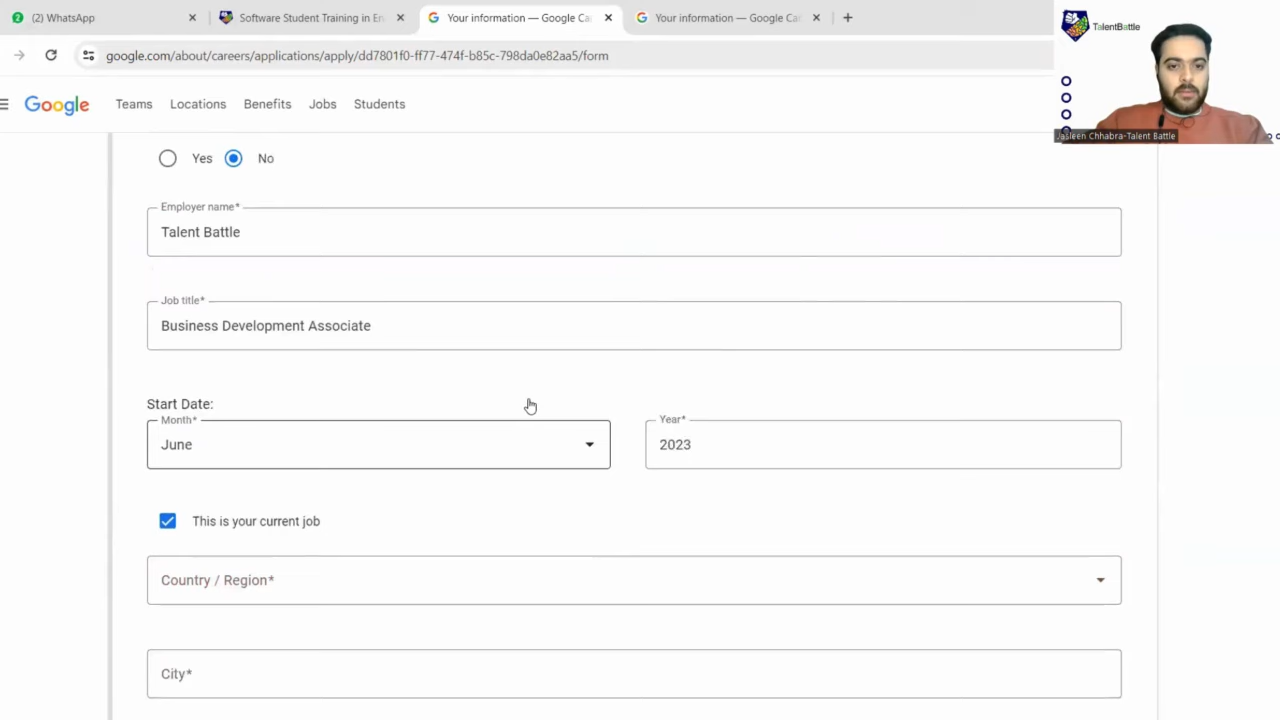 (2) WhatsApp
Software Student Training in En
Your information — Google Ca
Your information — Google Ca
google.com/about/careers/applications/apply/dd7801f0-ff77-474f-b85c-798da0e82aa5/form
TalentBattle
Jasleen Chhabra-Talent Battle
Google
Teams
Locations
Benefits
Jobs
Students
Yes
No
Employer name*
Talent Battle
Job title*
Business Development Associate
Start Date:
Month*
June
Year*
2023
This is your current job
Country / Region*
City*